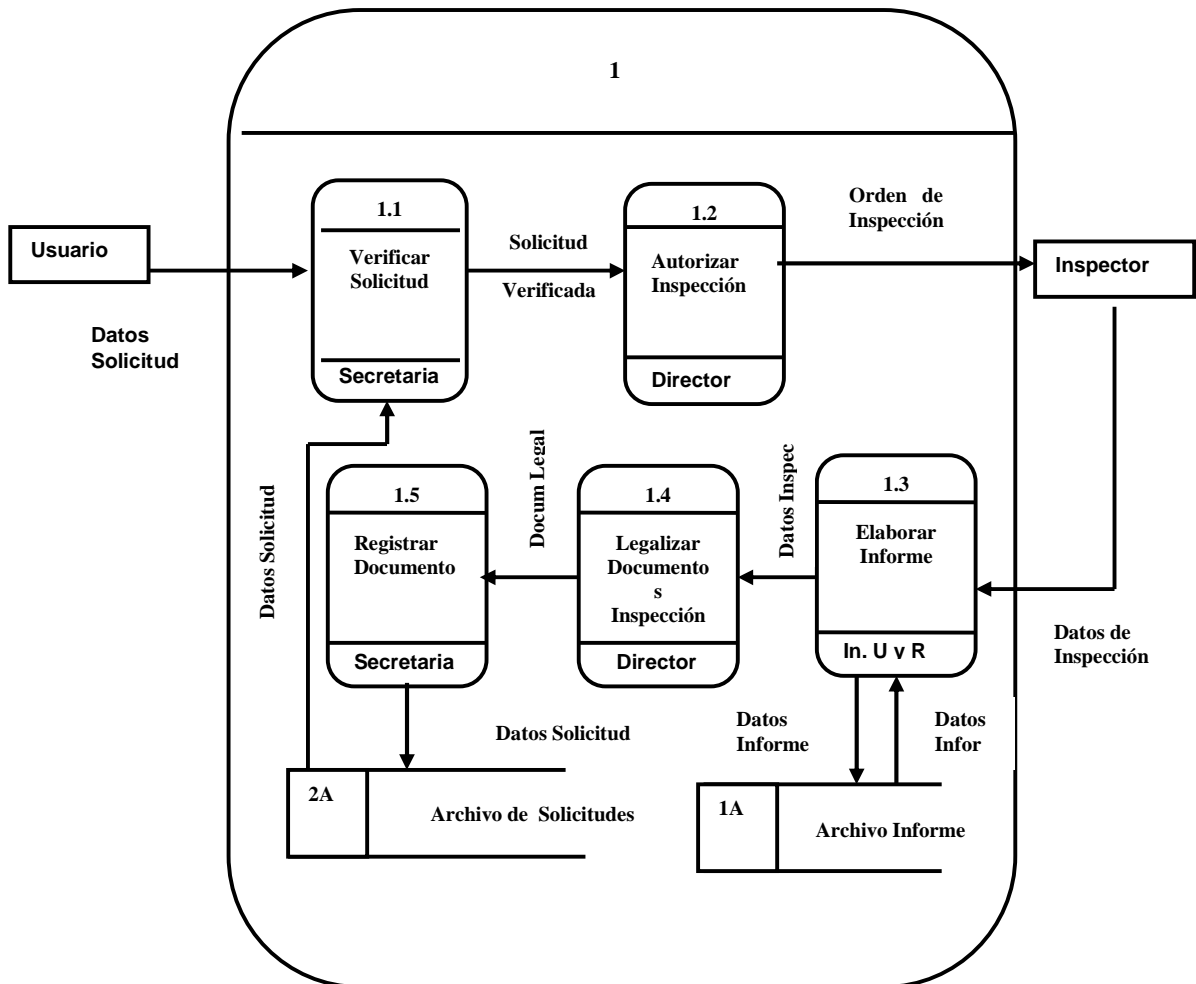 1
1.1
Verificar
Solicitud
Secretaria
Usuario
Datos
Solicitud
Solicitud
Verificada
1.2
Autorizar
Inspección
Director
Orden de
Inspección
Inspector
Datos Solicitud
1.5
Registrar
Documento
Secretaria
Docum Legal
1.4
Legalizar
Documento
s
Inspección
Director
Datos Inspec
1.3
Elaborar
Informe
In. U v R
Datos de
Inspección
Datos Solicitud
Datos
Informe
Datos
Infor
2A
Archivo de Solicitudes
1A
Archivo Informe